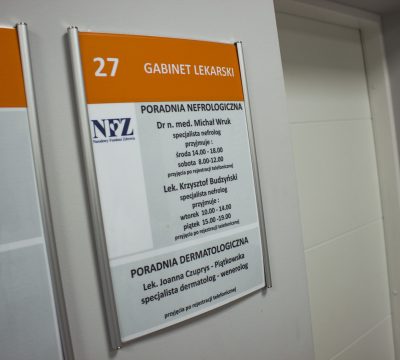 27 GABINET LEKARSKI
NFZ
Narodowy Fundusz Zdrowia
PORADNIA NEFROLOGICZNA
Dr n. med. Michał Wruk
specjalista nefrolog
przyjmuje :
środa 14.00 - 18.00
sobota 8.00-12.00
przyjęcia po rejestracji telefonicznej
Lek. Krzysztof Budzyński
specjalista nefrolog
przyjmuje :
wtorek 10.00 - 14.00
piątek 15.00 -19.00
przyjęcia po rejestracji telefonicznej
PORADNIA DERMATOLOGICZNA
Lek. Joanna Czuprys - Piątkowska
specjalista dermatolog - wenerolog
przyjęcia po rejestracji telefonicznej